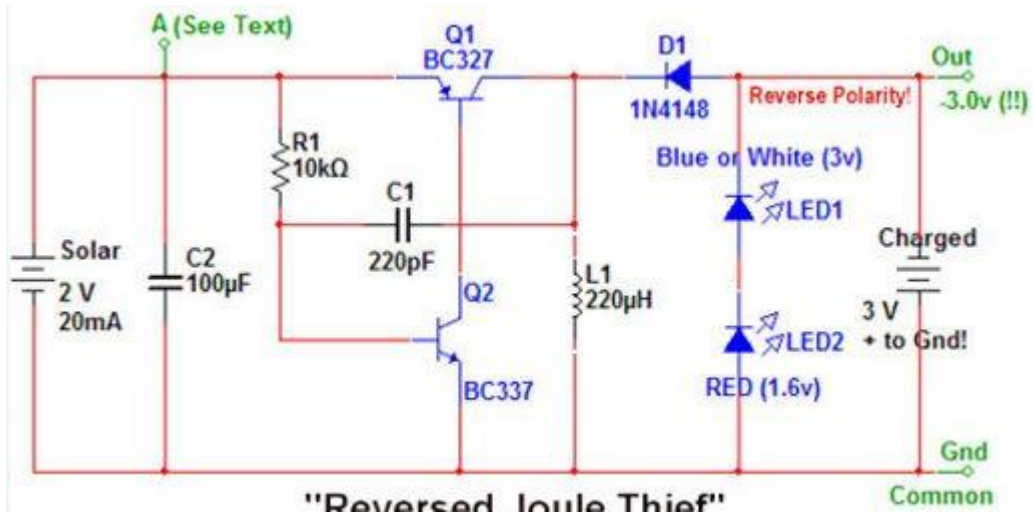 A (See Text)
Q1
BC327
D1
1N4148
Out
-3.0v (!!)
Reverse Polarity!
R1
10kΩ
C1
220pF
Blue or White (3v)
LED1
Solar
2 V
20mA
C2
100µF
Q2
BC337
L1
220µH
Charged
3 V
+ to Gnd!
LED2
RED (1.6v)
Gnd
Common
"Reversed Joule Thief"